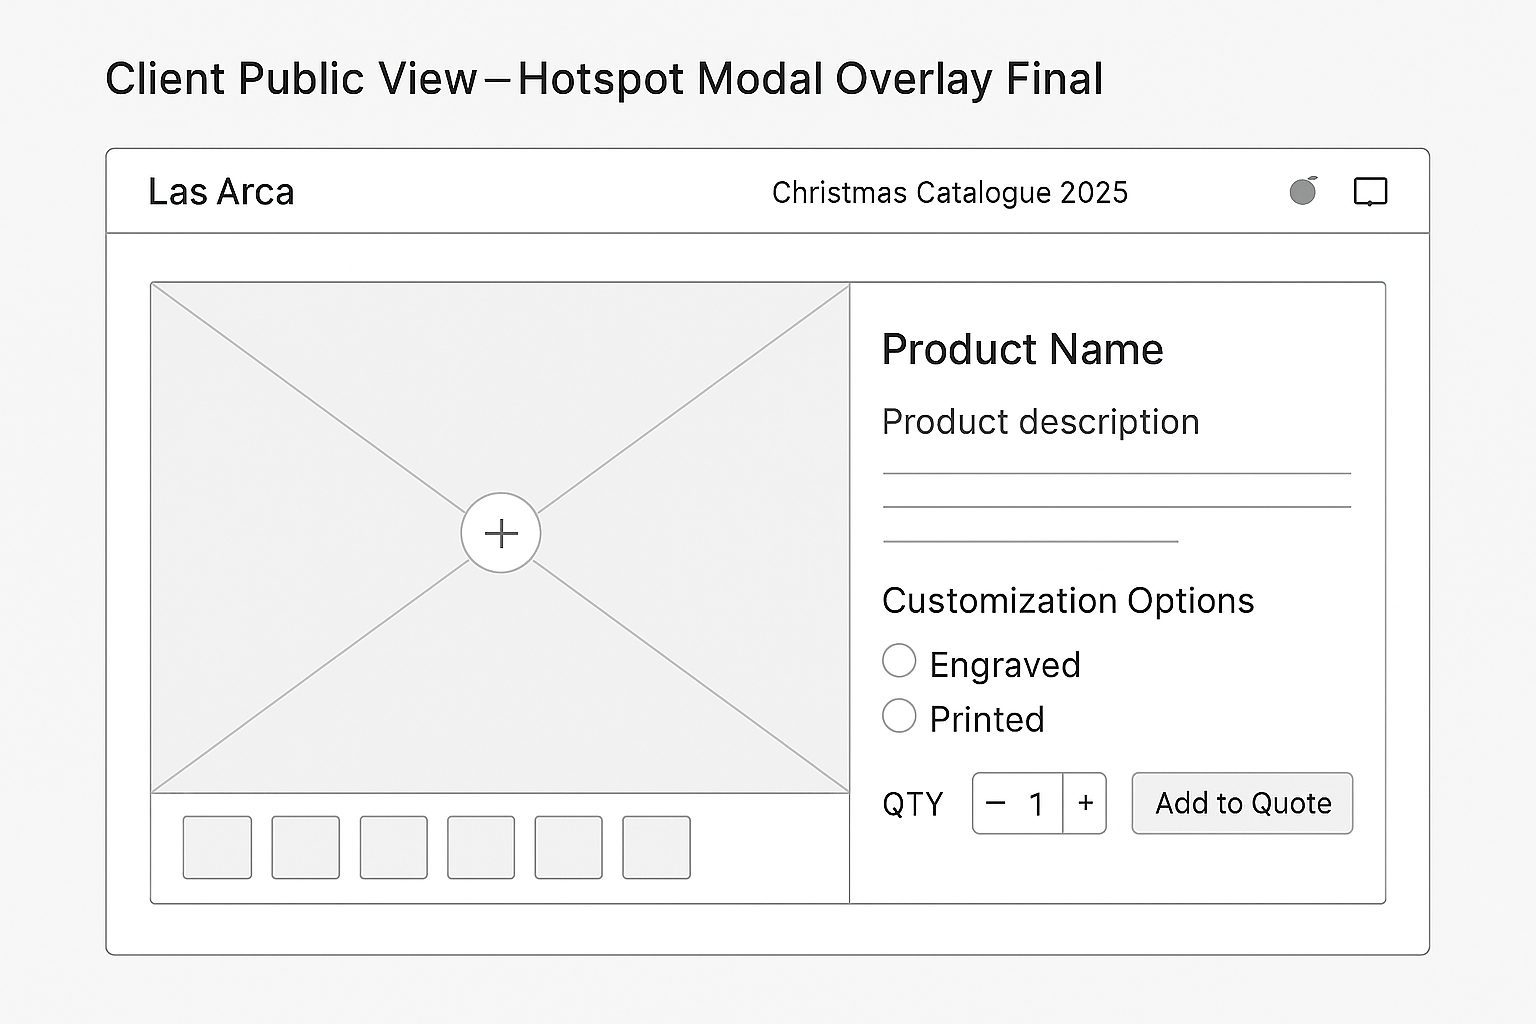 Client Public View – Hotspot Modal Overlay Final
Las Arca
Christmas Catalogue 2025
Product Name
Product description
Customization Options
Engraved
Printed
QTY
– 1 +
Add to Quote